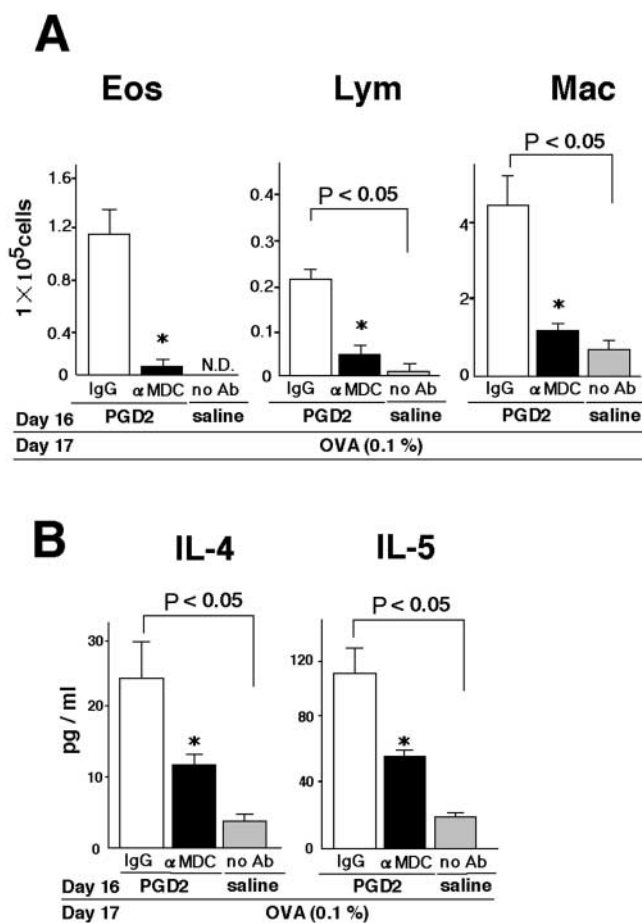 A
Eos Lym Mac
1×10⁵cells
1.6
1.2
0.8
0.4
0
*
N.D.
IgG α MDC no Ab
0.4
0.3
0.2
0.1
0
P < 0.05
*
IgG α MDC no Ab
4
2
0
P < 0.05
*
IgG α MDC no Ab
Day 16 PGD2 saline PGD2 saline PGD2 saline
Day 17 OVA (0.1 %)
B
IL-4 IL-5
pg / ml
30
20
10
0
P < 0.05
*
IgG α MDC no Ab
120
80
40
0
P < 0.05
*
IgG α MDC no Ab
Day 16 PGD2 saline PGD2 saline
Day 17 OVA (0.1 %)